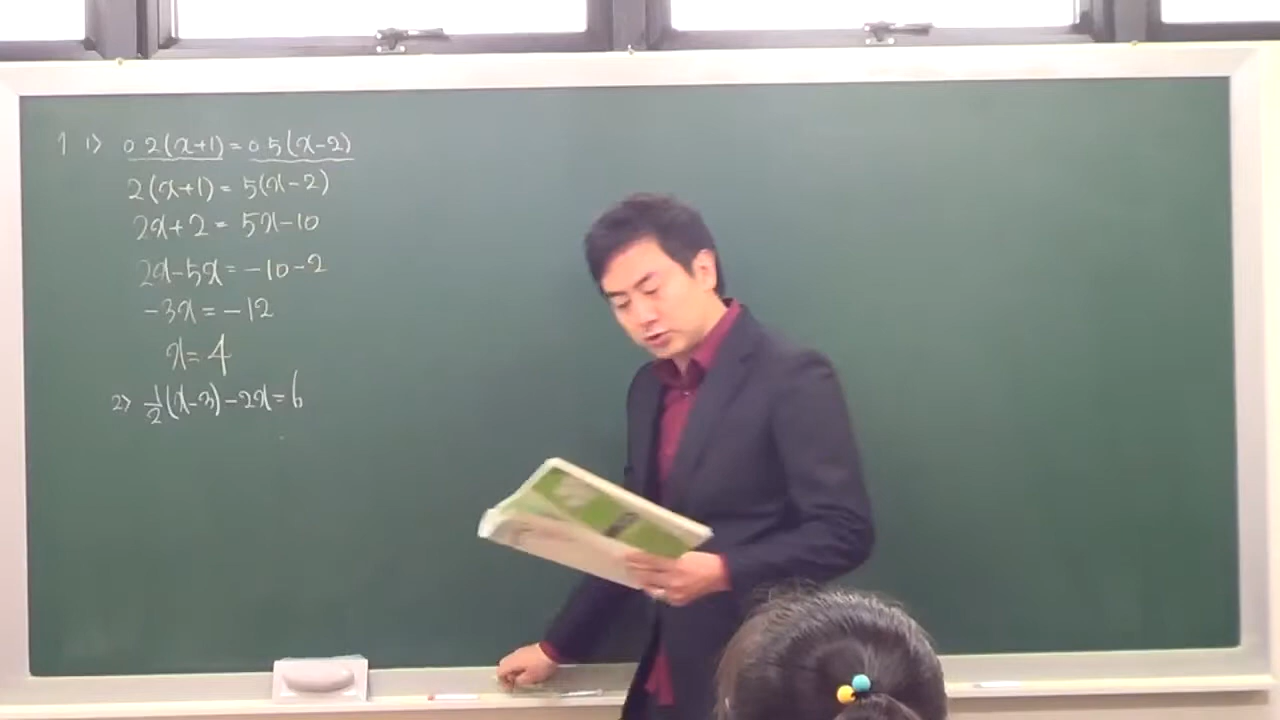 1 1) 0.2(x+1)=0.5(x-2)
2(x+1)=5(x-2)
2x+2=5x-10
2x-5x=-10-2
-3x=-12
x=4
2) 1/2(x-3)-2x=6